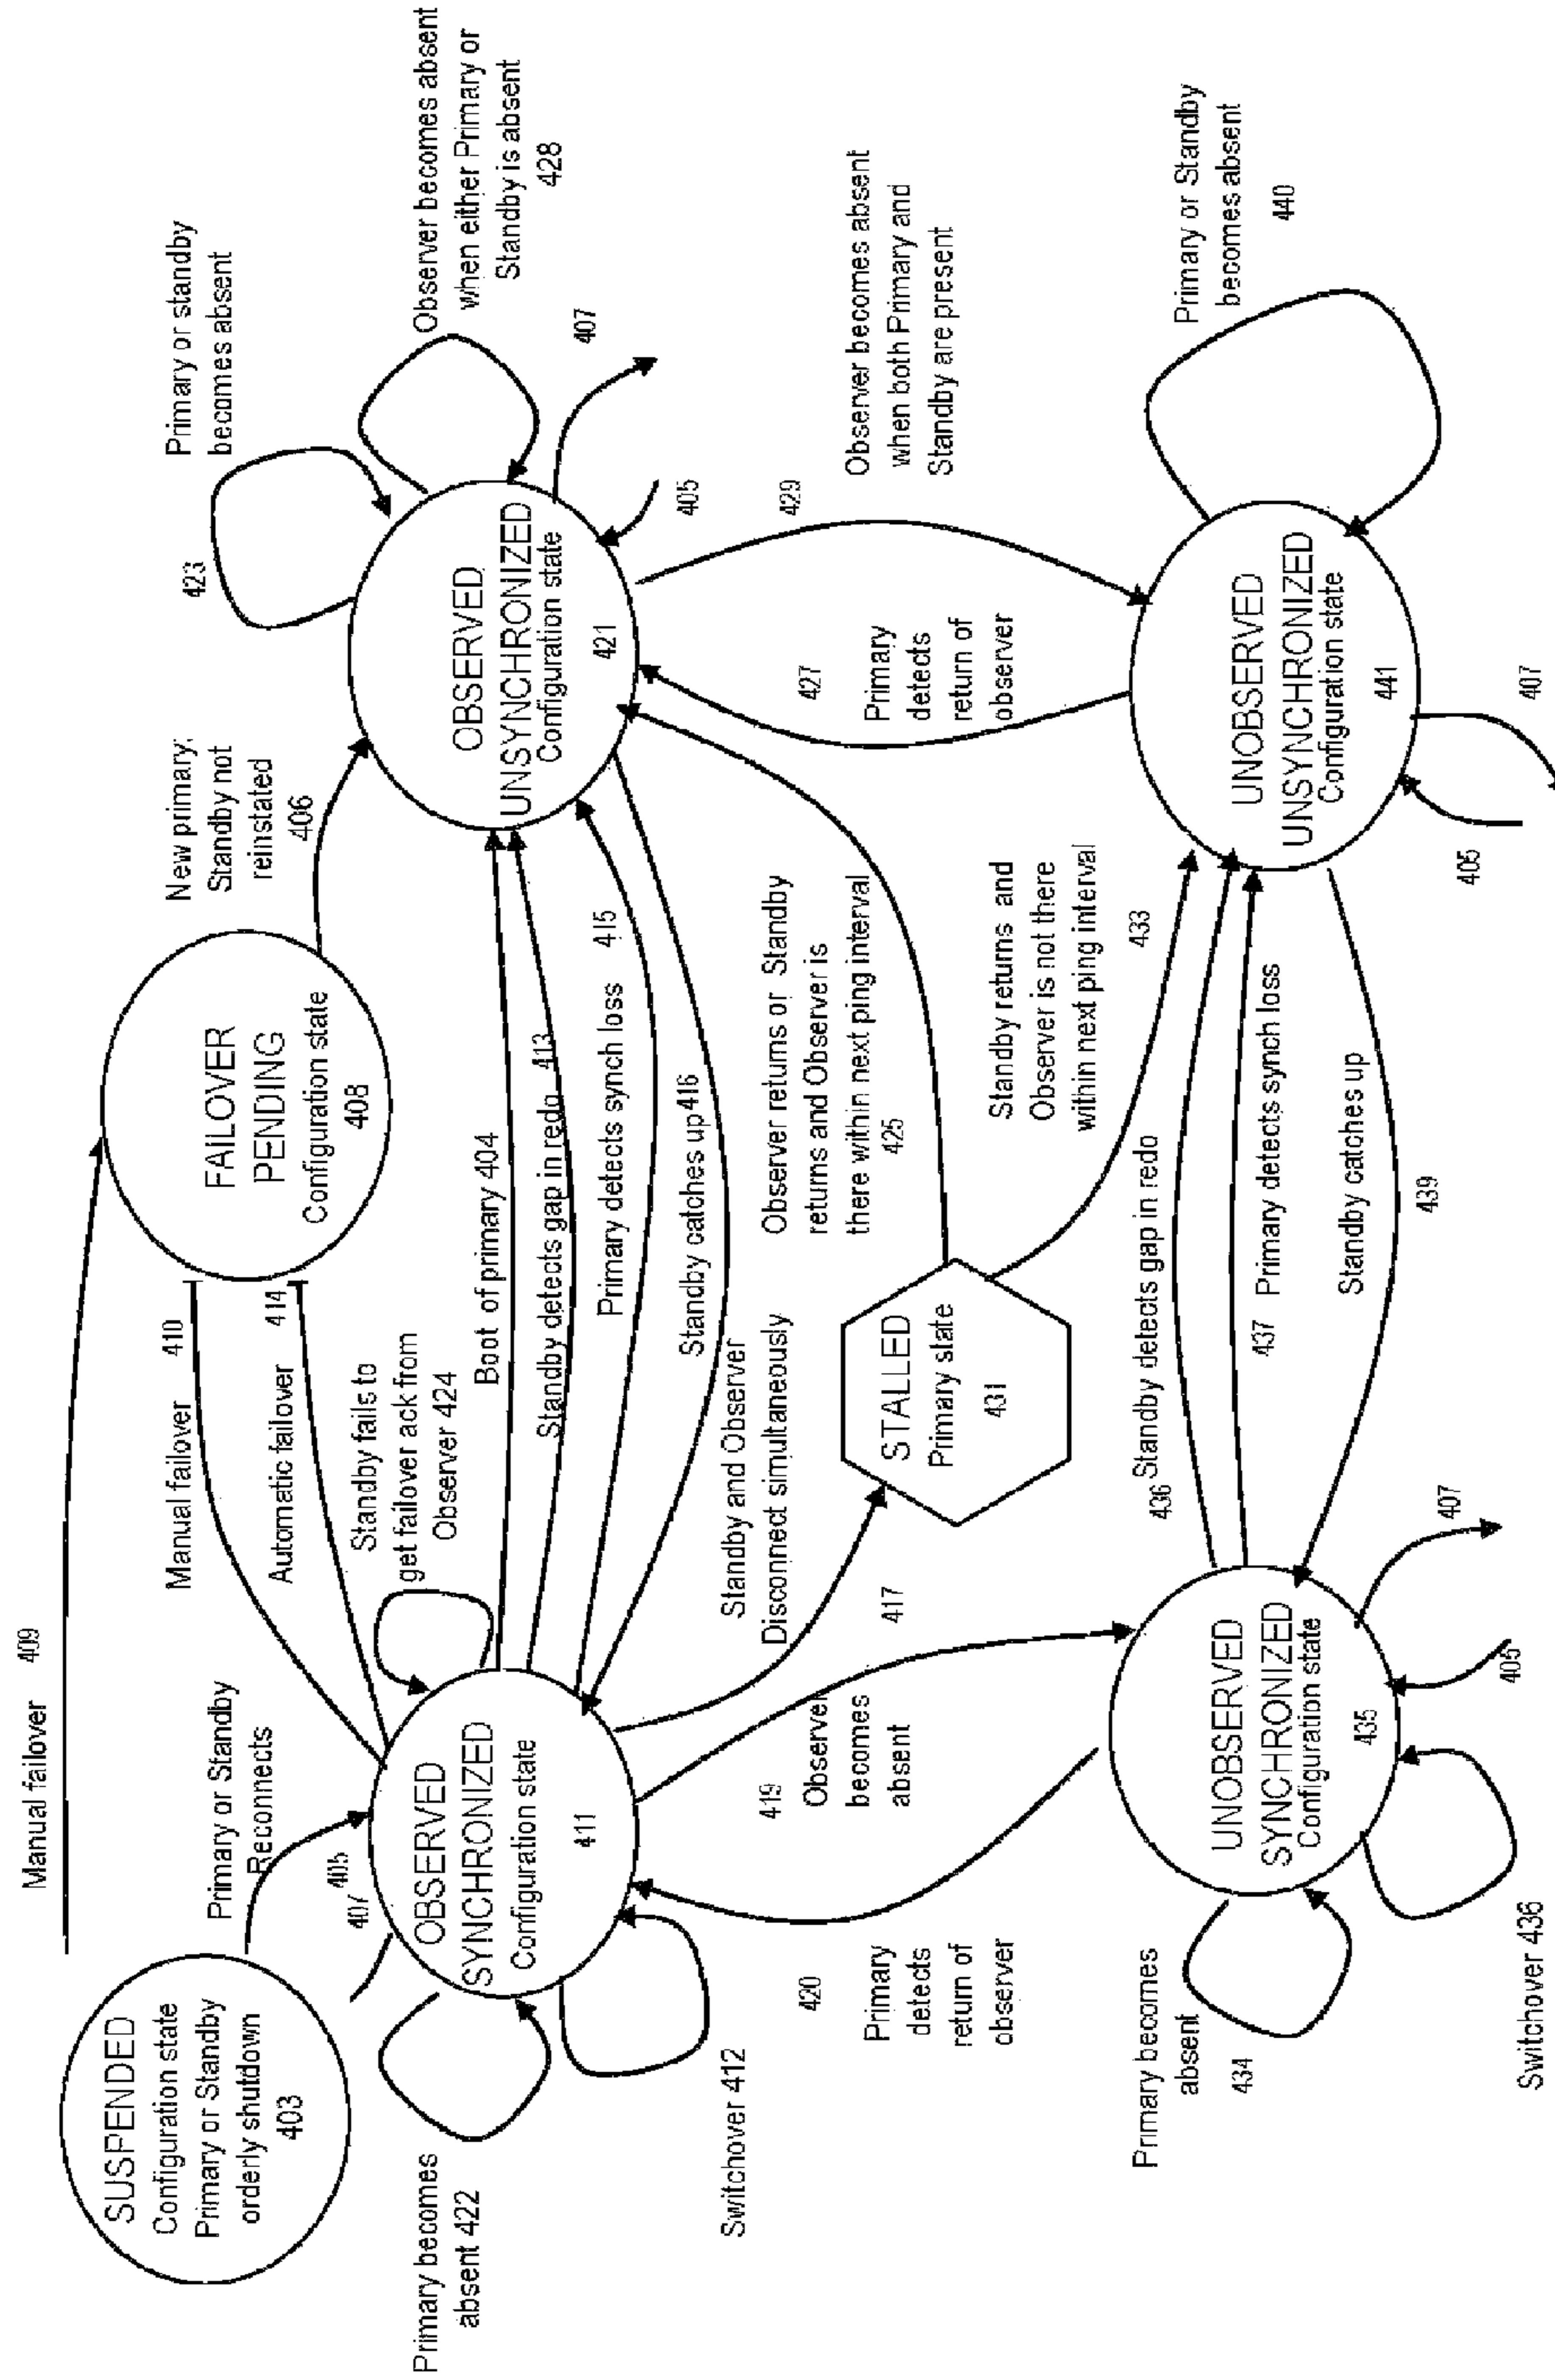 Manual failover 409
SUSPENDED
Configuration state
Primary or Standby
orderly shutdown
403
Primary or Standby
Reconnects
405
407
Manual failover 410
Automatic failover 414
FAILOVER
PENDING
Configuration state
408
New primary:
Standby not
reinstated
406
423
Primary or standby
becomes absent
Observer becomes absent
when either Primary or
Standby is absent
428
407
405
OBSERVED
UNSYNCHRONIZED
Configuration state
421
Standby fails to
get failover ack from
Observer 424
Boot of primary 404
Standby detects gap in redo 413
Primary detects synch loss 415
Standby catches up 416
OBSERVED
SYNCHRONIZED
Configuration state
411
Primary becomes
absent 422
Switchover 412
Standby and Observer
Disconnect simultaneously
417
Observer returns or Standby
returns and Observer is
there within next ping interval
425
STALLED
Primary state
431
Standby returns and
Observer is not there
within next ping interval
433
427
Primary
detects
return of
observer
429
Observer becomes absent
when both Primary and
Standby are present
419
Observer
becomes
absent
420
Primary
detects
return of
observer
Primary becomes
absent
434
UNOBSERVED
SYNCHRONIZED
Configuration state
435
Switchover 436
405
407
436 Standby detects gap in redo
437 Primary detects synch loss
Standby catches up
439
UNOBSERVED
UNSYNCHRONIZED
Configuration state
441
405
407
Primary or Standby
becomes absent
440